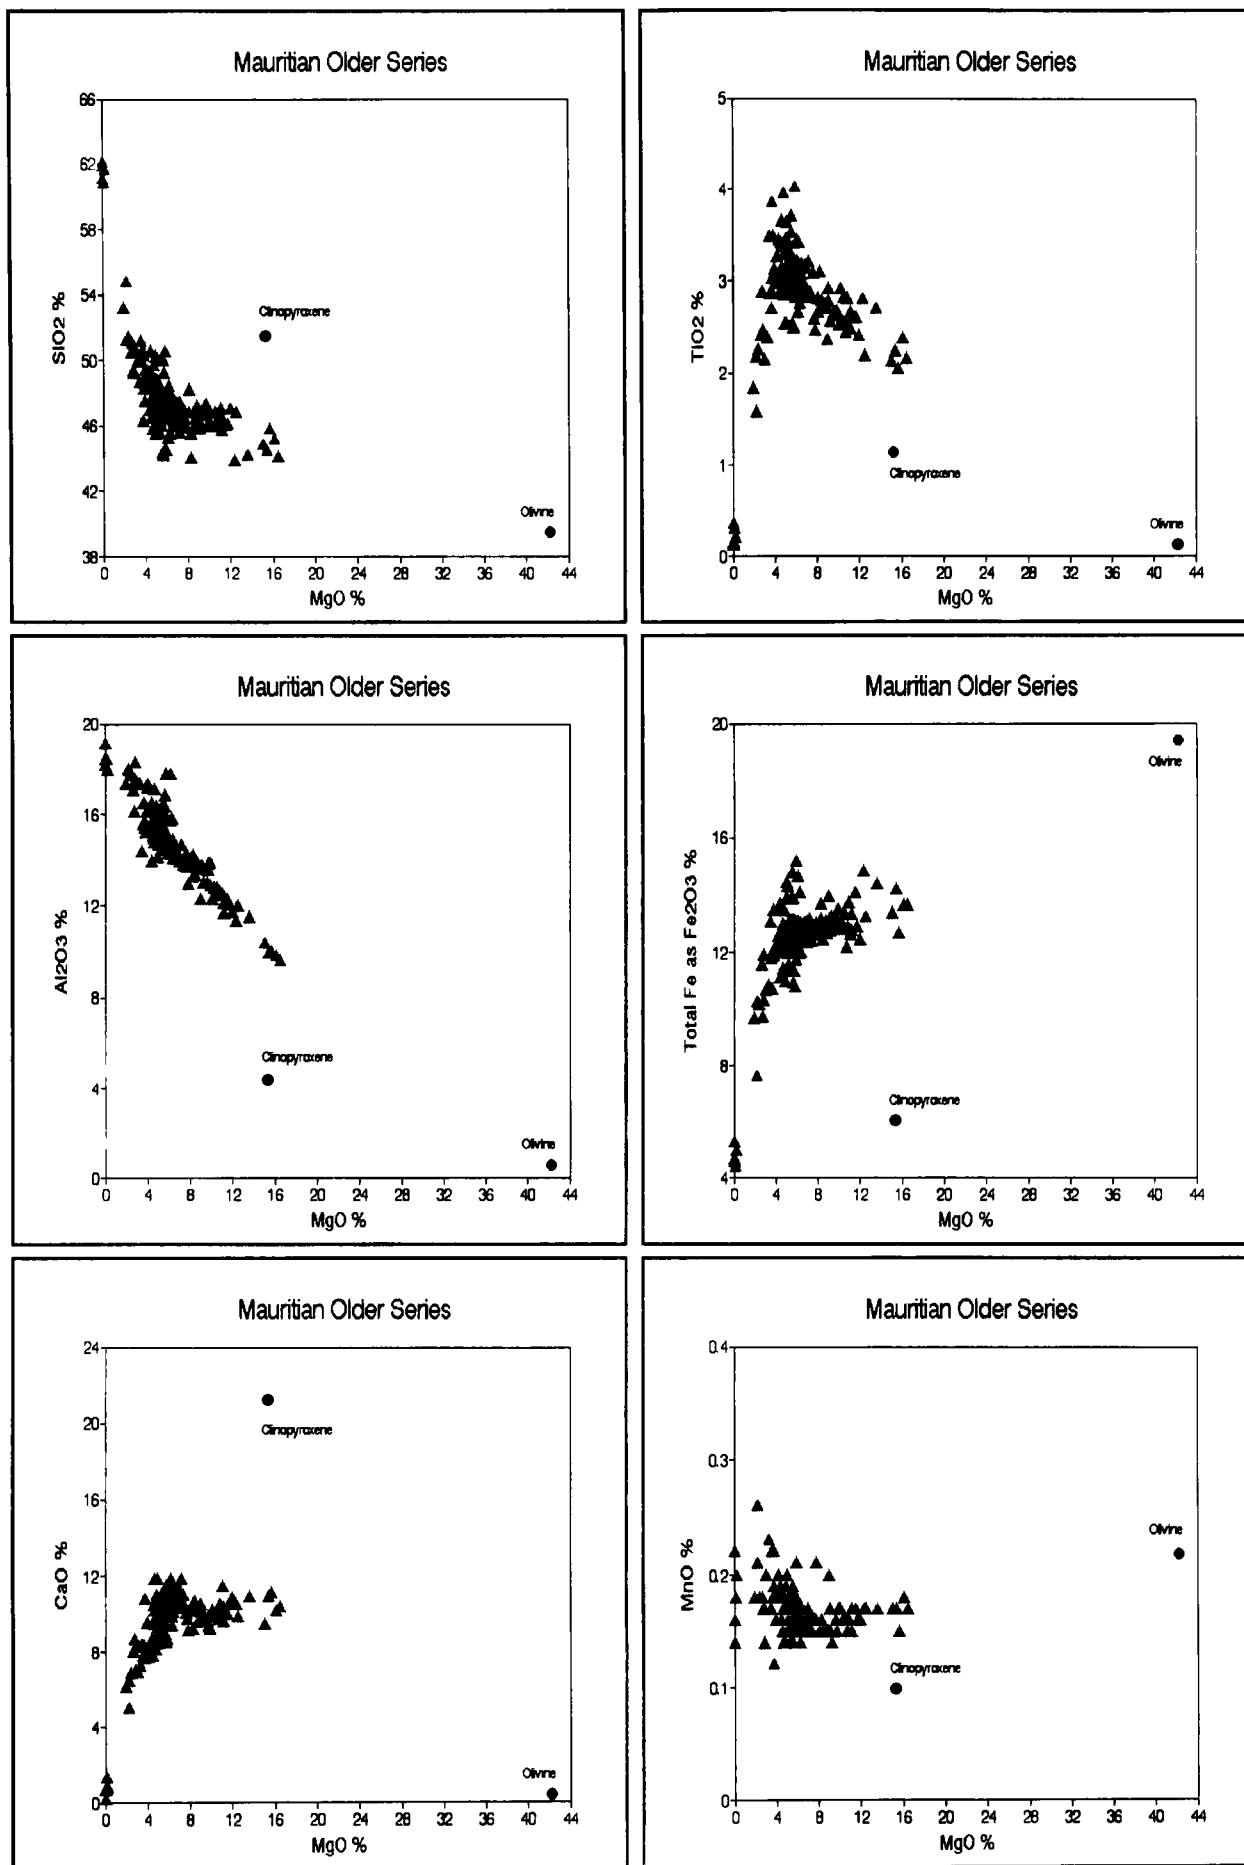 Mauritian Older Series
66
62
58
54
50
46
42
38
SiO2 %
Clinopyroxene
Olivine
0 4 8 12 16 20 24 28 32 36 40 44
MgO %
Mauritian Older Series
5
4
3
2
1
0
TiO2 %
Clinopyroxene
Olivine
0 4 8 12 16 20 24 28 32 36 40 44
MgO %
Mauritian Older Series
20
16
12
8
4
0
Al2O3 %
Clinopyroxene
Olivine
0 4 8 12 16 20 24 28 32 36 40 44
MgO %
Mauritian Older Series
20
16
12
8
4
Total Fe as Fe2O3 %
Olivine
Clinopyroxene
0 4 8 12 16 20 24 28 32 36 40 44
MgO %
Mauritian Older Series
24
20
16
12
8
4
0
CaO %
Clinopyroxene
Olivine
0 4 8 12 16 20 24 28 32 36 40 44
MgO %
Mauritian Older Series
0.4
0.3
0.2
0.1
0
MnO %
Olivine
Clinopyroxene
0 4 8 12 16 20 24 28 32 36 40 44
MgO %